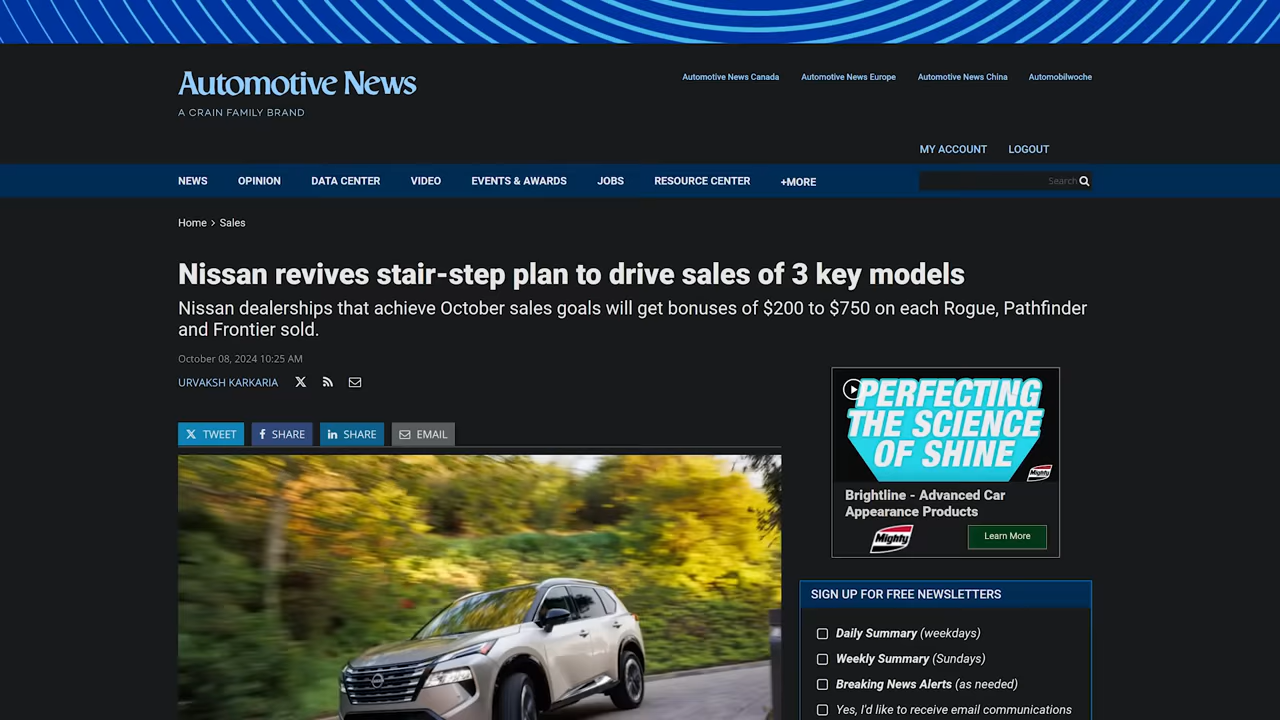 Automotive News
A CRAIN FAMILY BRAND
Automotive News Canada
Automotive News Europe
Automotive News China
Automobilwoche
MY ACCOUNT
LOGOUT
NEWS
OPINION
DATA CENTER
VIDEO
EVENTS & AWARDS
JOBS
RESOURCE CENTER
+MORE
Search
Home > Sales
Nissan revives stair-step plan to drive sales of 3 key models
Nissan dealerships that achieve October sales goals will get bonuses of $200 to $750 on each Rogue, Pathfinder
and Frontier sold.
October 08, 2024 10:25 AM
URVAKSH KARKARIA
TWEET
SHARE
SHARE
EMAIL
PERFECTING
THE SCIENCE
OF SHINE
Mighty
Brightline - Advanced Car
Appearance Products
Mighty
Learn More
SIGN UP FOR FREE NEWSLETTERS
Daily Summary (weekdays)
Weekly Summary (Sundays)
Breaking News Alerts (as needed)
Yes, I'd like to receive email communications